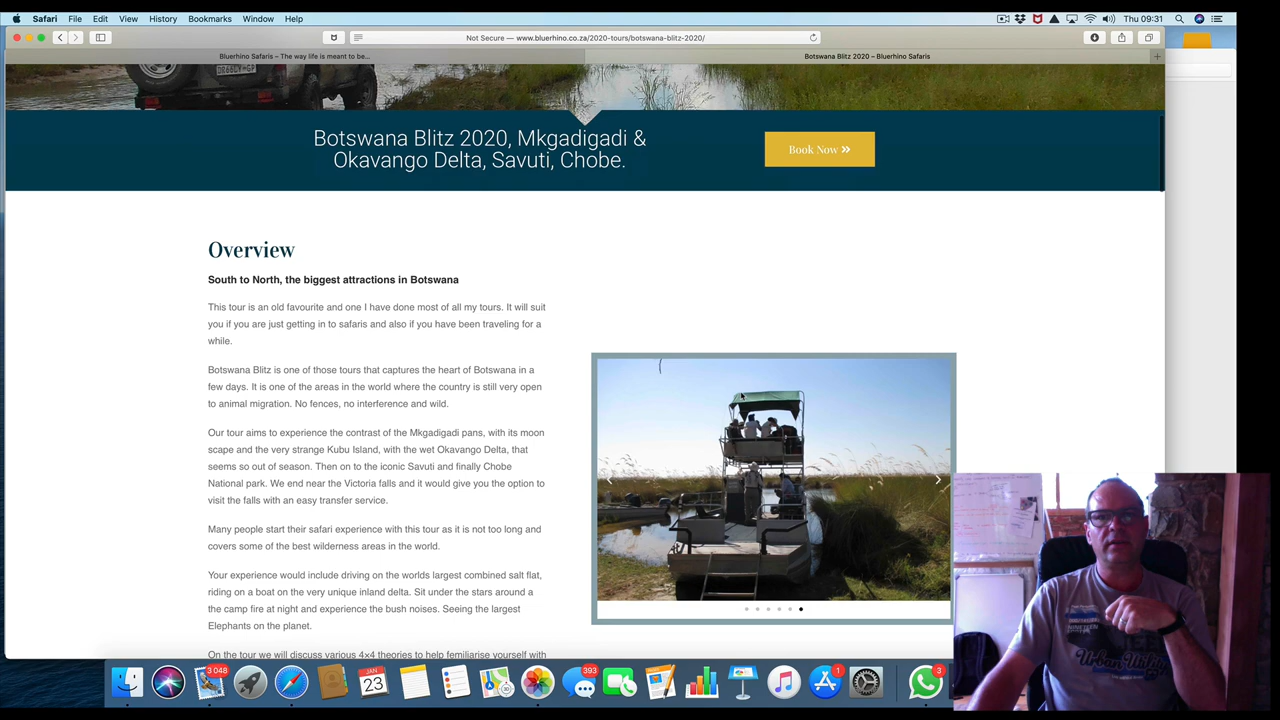 Safari File Edit View History Bookmarks Window Help Thu 09:31
Not Secure — www.bluerhino.co.za/2020-tours/botswana-blitz-2020/
Bluerhino Safaris – The way life is meant to be...
Botswana Blitz 2020 – Bluerhino Safaris
Botswana Blitz 2020, Mkgadigadi &
Okavango Delta, Savuti, Chobe.
Book Now »
Overview
South to North, the biggest attractions in Botswana
This tour is an old favourite and one I have done most of all my tours. It will suit
you if you are just getting in to safaris and also if you have been traveling for a
while.
Botswana Blitz is one of those tours that captures the heart of Botswana in a
few days. It is one of the areas in the world where the country is still very open
to animal migration. No fences, no interference and wild.
Our tour aims to experience the contrast of the Mkgadigadi pans, with its moon
scape and the very strange Kubu Island, with the wet Okavango Delta, that
seems so out of season. Then on to the iconic Savuti and finally Chobe
National park. We end near the Victoria falls and it would give you the option to
visit the falls with an easy transfer service.
Many people start their safari experience with this tour as it is not too long and
covers some of the best wilderness areas in the world.
Your experience would include driving on the worlds largest combined salt flat,
riding on a boat on the very unique inland delta. Sit under the stars around a
the camp fire at night and experience the bush noises. Seeing the largest
Elephants on the planet.
On the tour we will discuss various 4×4 theories to help femiliarise yourself with
3 048
JAN
23
393
1
3